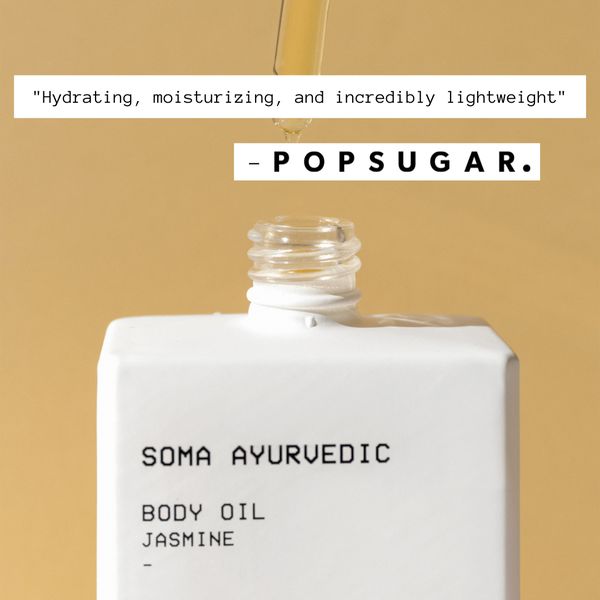 "Hydrating, moisturizing, and incredibly lightweight"
– POPSUGAR.
SOMA AYURVEDIC
BODY OIL
JASMINE
–